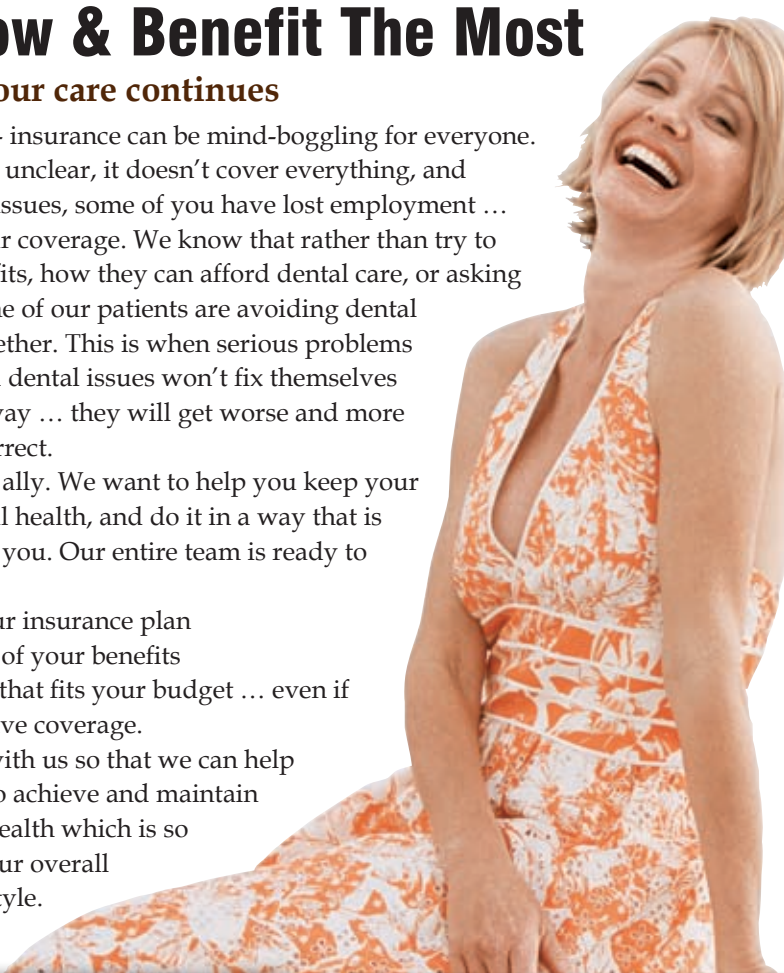 ow & Benefit The Most
our care continues
- insurance can be mind-boggling for everyone.
unclear, it doesn't cover everything, and
issues, some of you have lost employment …
r coverage. We know that rather than try to
fits, how they can afford dental care, or asking
ne of our patients are avoiding dental
ether. This is when serious problems
dental issues won't fix themselves
vay … they will get worse and more
rrect.
ally. We want to help you keep your
l health, and do it in a way that is
you. Our entire team is ready to
ur insurance plan
of your benefits
that fits your budget … even if
ve coverage.
with us so that we can help
o achieve and maintain
ealth which is so
ur overall
tyle.